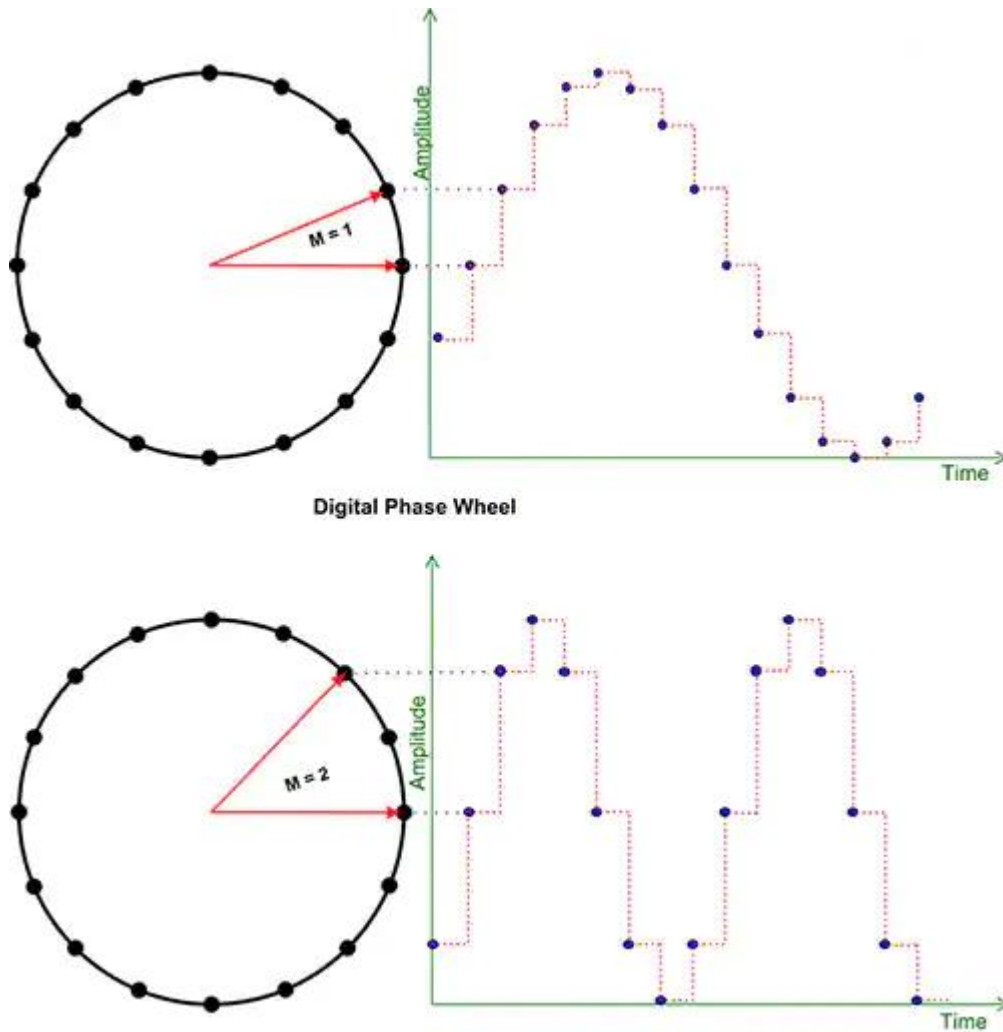 Amplitude
M = 1
Time
Digital Phase Wheel
Amplitude
M = 2
Time